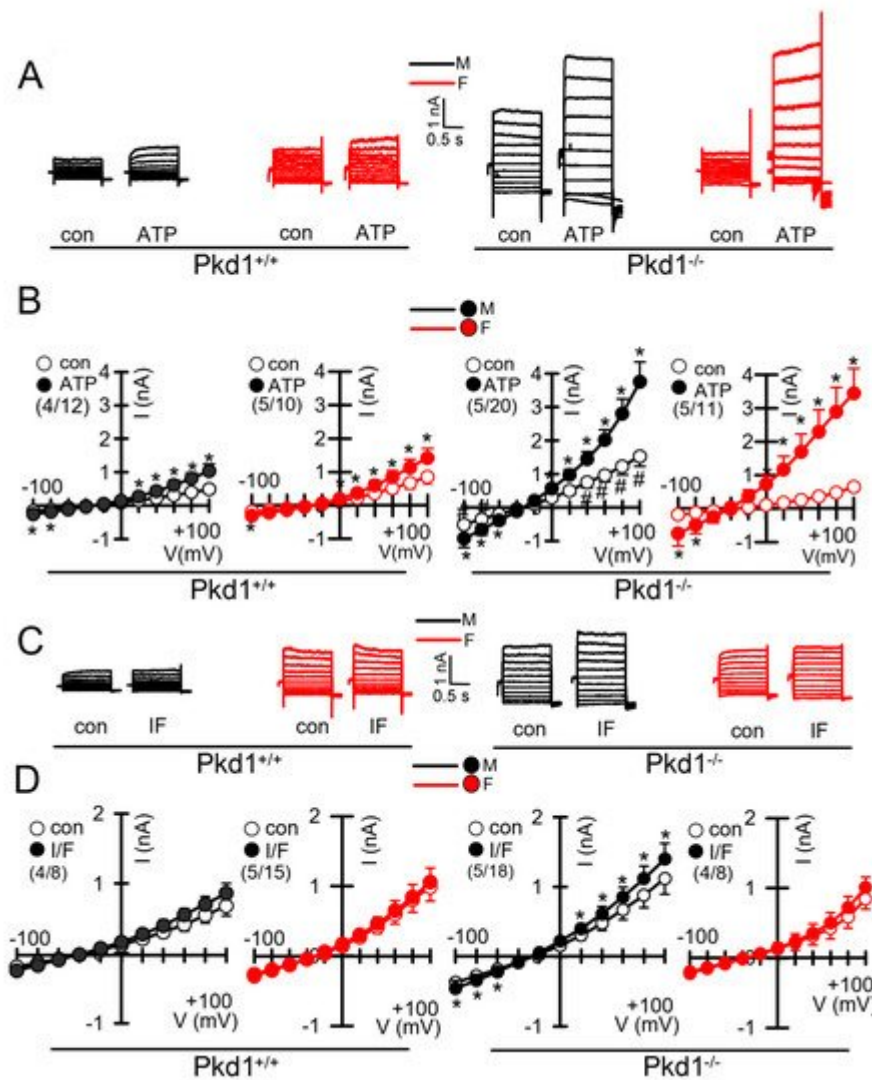 A
M
F
1 nA
0.5 s
con ATP con ATP con ATP con ATP
Pkd1+/+ Pkd1-/-
B
M
F
con
ATP
(4/12)
I (nA)
4
3
2
1
-1
-100
+100
V(mV)
* * * * * * *
con
ATP
(5/10)
I (nA)
4
3
2
1
-1
-100
+100
V(mV)
* * * * * * *
con
ATP
(5/20)
I (nA)
4
3
2
1
-1
-100
+100
V(mV)
* * * * * * * *
# # # #
con
ATP
(5/11)
I (nA)
4
3
2
1
-1
-100
+100
V(mV)
* * * * * * *
Pkd1+/+ Pkd1-/-
C
M
F
1 nA
0.5 s
con IF con IF con IF con IF
Pkd1+/+ Pkd1-/-
D
M
F
con
I/F
(4/8)
I (nA)
2
1
-1
-100
+100
V (mV)
con
I/F
(5/15)
I (nA)
2
1
-1
-100
+100
V (mV)
con
I/F
(5/18)
I (nA)
2
1
-1
-100
+100
V (mV)
* * * * * * * *
*
con
I/F
(4/8)
I (nA)
2
1
-1
-100
+100
V (mV)
Pkd1+/+ Pkd1-/-